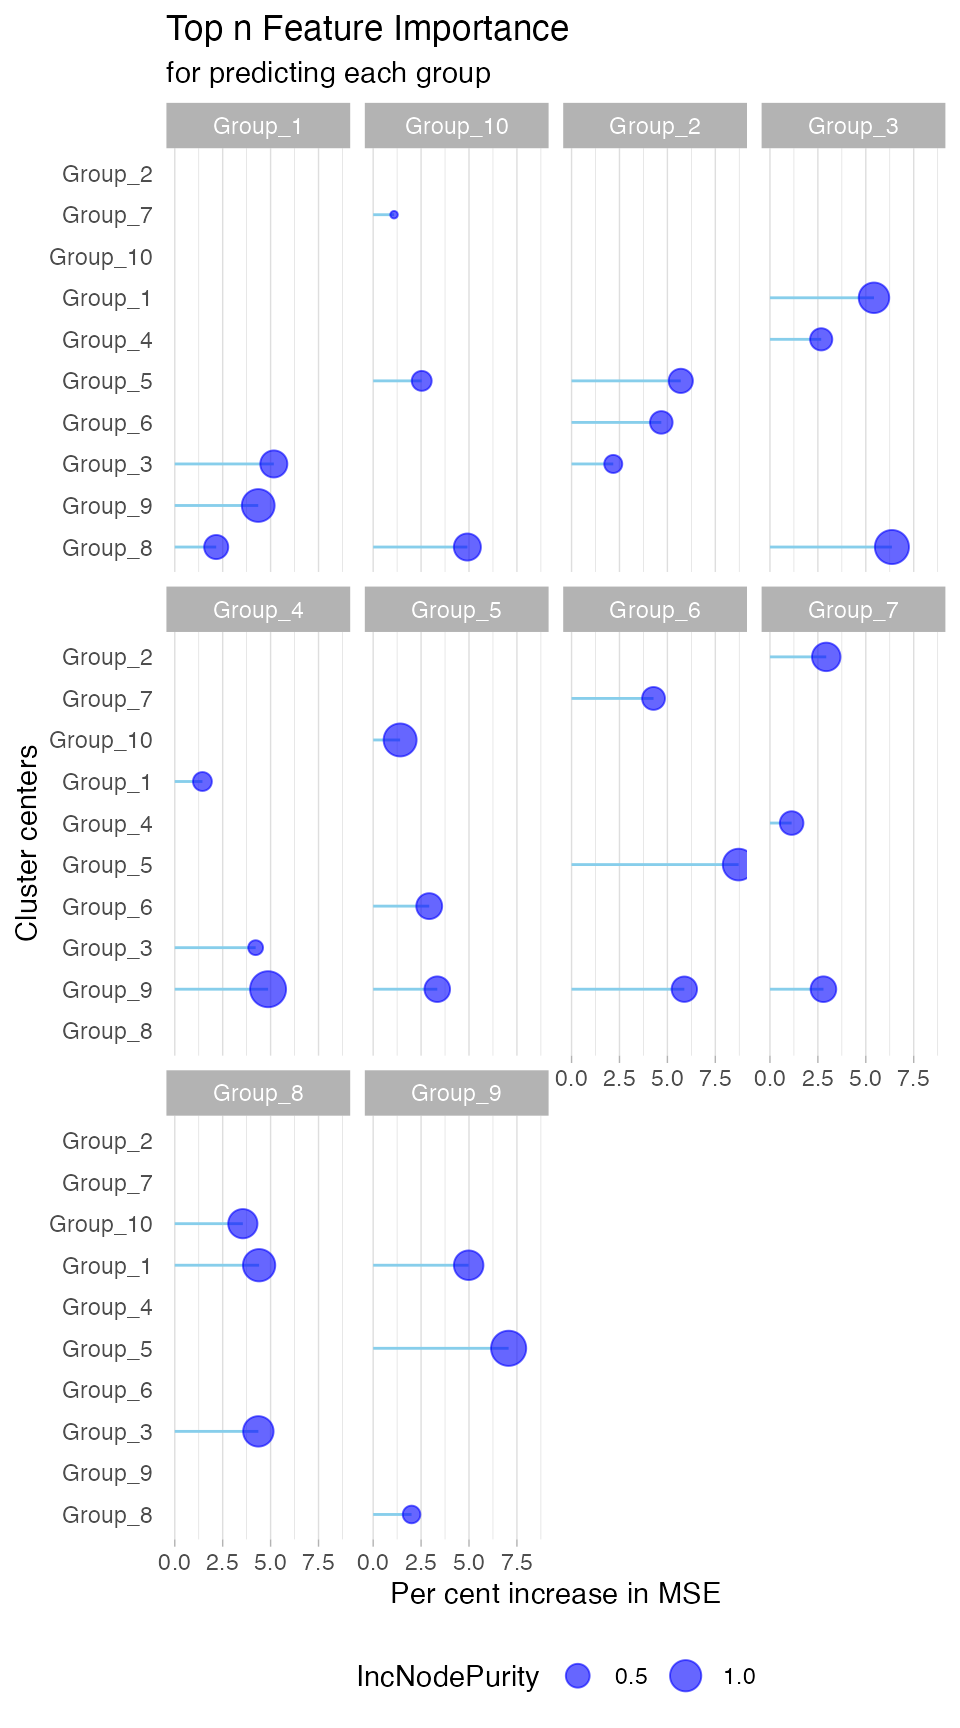 Top n Feature Importance
for predicting each group
Group_1 Group_10 Group_2 Group_3
Group_2
Group_7
Group_10
Group_1
Group_4
Group_5
Group_6
Group_3
Group_9
Group_8
Group_4 Group_5 Group_6 Group_7
Group_2
Group_7
Group_10
Group_1
Group_4
Group_5
Group_6
Group_3
Group_9
Group_8
0.0 2.5 5.0 7.5 0.0 2.5 5.0 7.5
Group_8 Group_9
Group_2
Group_7
Group_10
Group_1
Group_4
Group_5
Group_6
Group_3
Group_9
Group_8
0.0 2.5 5.0 7.5 0.0 2.5 5.0 7.5
Cluster centers
Per cent increase in MSE
IncNodePurity 0.5 1.0